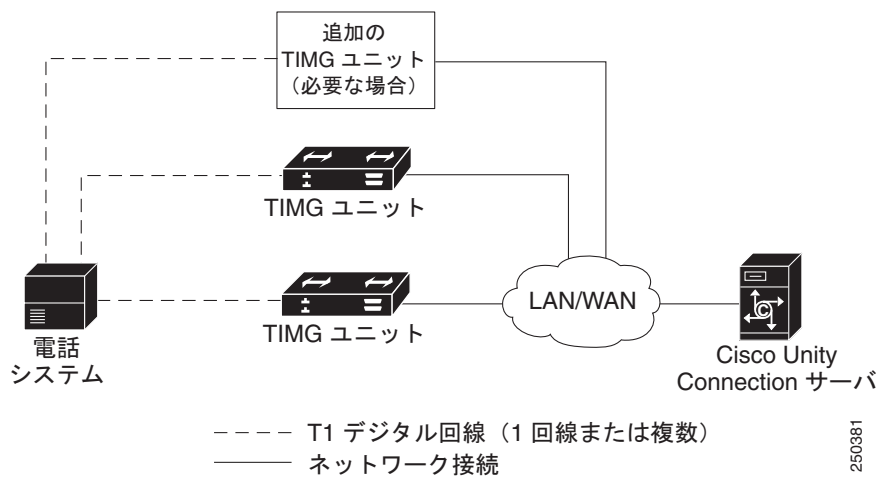 追加の
TIMG ユニット
（必要な場合）
TIMG ユニット
TIMG ユニット
LAN/WAN
電話
システム
Cisco Unity
Connection サーバ
T1 デジタル回線（1 回線または複数）
ネットワーク接続
250381